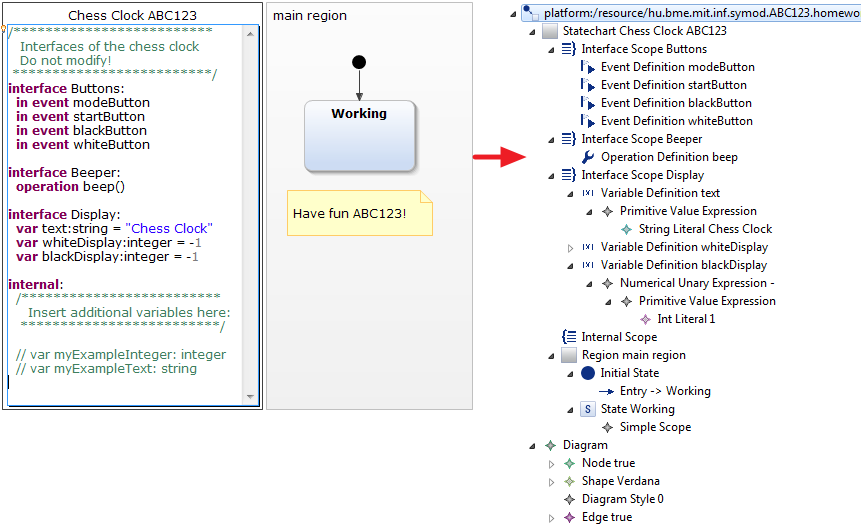 Chess Clock ABC123
/*************************
Interfaces of the chess clock
Do not modify!
*************************/
interface Buttons:
in event modeButton
in event startButton
in event blackButton
in event whiteButton
interface Beeper:
operation beep()
interface Display:
var text:string = "Chess Clock"
var whiteDisplay:integer = -1
var blackDisplay:integer = -1
internal:
/*************************
Insert additional variables here:
*************************/
// var myExampleInteger: integer
// var myExampleText: string
main region
Working
Have fun ABC123!
platform:/resource/hu.bme.mit.inf.symod.ABC123.homewo
Statechart Chess Clock ABC123
Interface Scope Buttons
Event Definition modeButton
Event Definition startButton
Event Definition blackButton
Event Definition whiteButton
Interface Scope Beeper
Operation Definition beep
Interface Scope Display
Variable Definition text
Primitive Value Expression
String Literal Chess Clock
Variable Definition whiteDisplay
Variable Definition blackDisplay
Numerical Unary Expression -
Primitive Value Expression
Int Literal 1
Internal Scope
Region main region
Initial State
Entry -> Working
S State Working
Simple Scope
Diagram
Node true
Shape Verdana
Diagram Style 0
Edge true